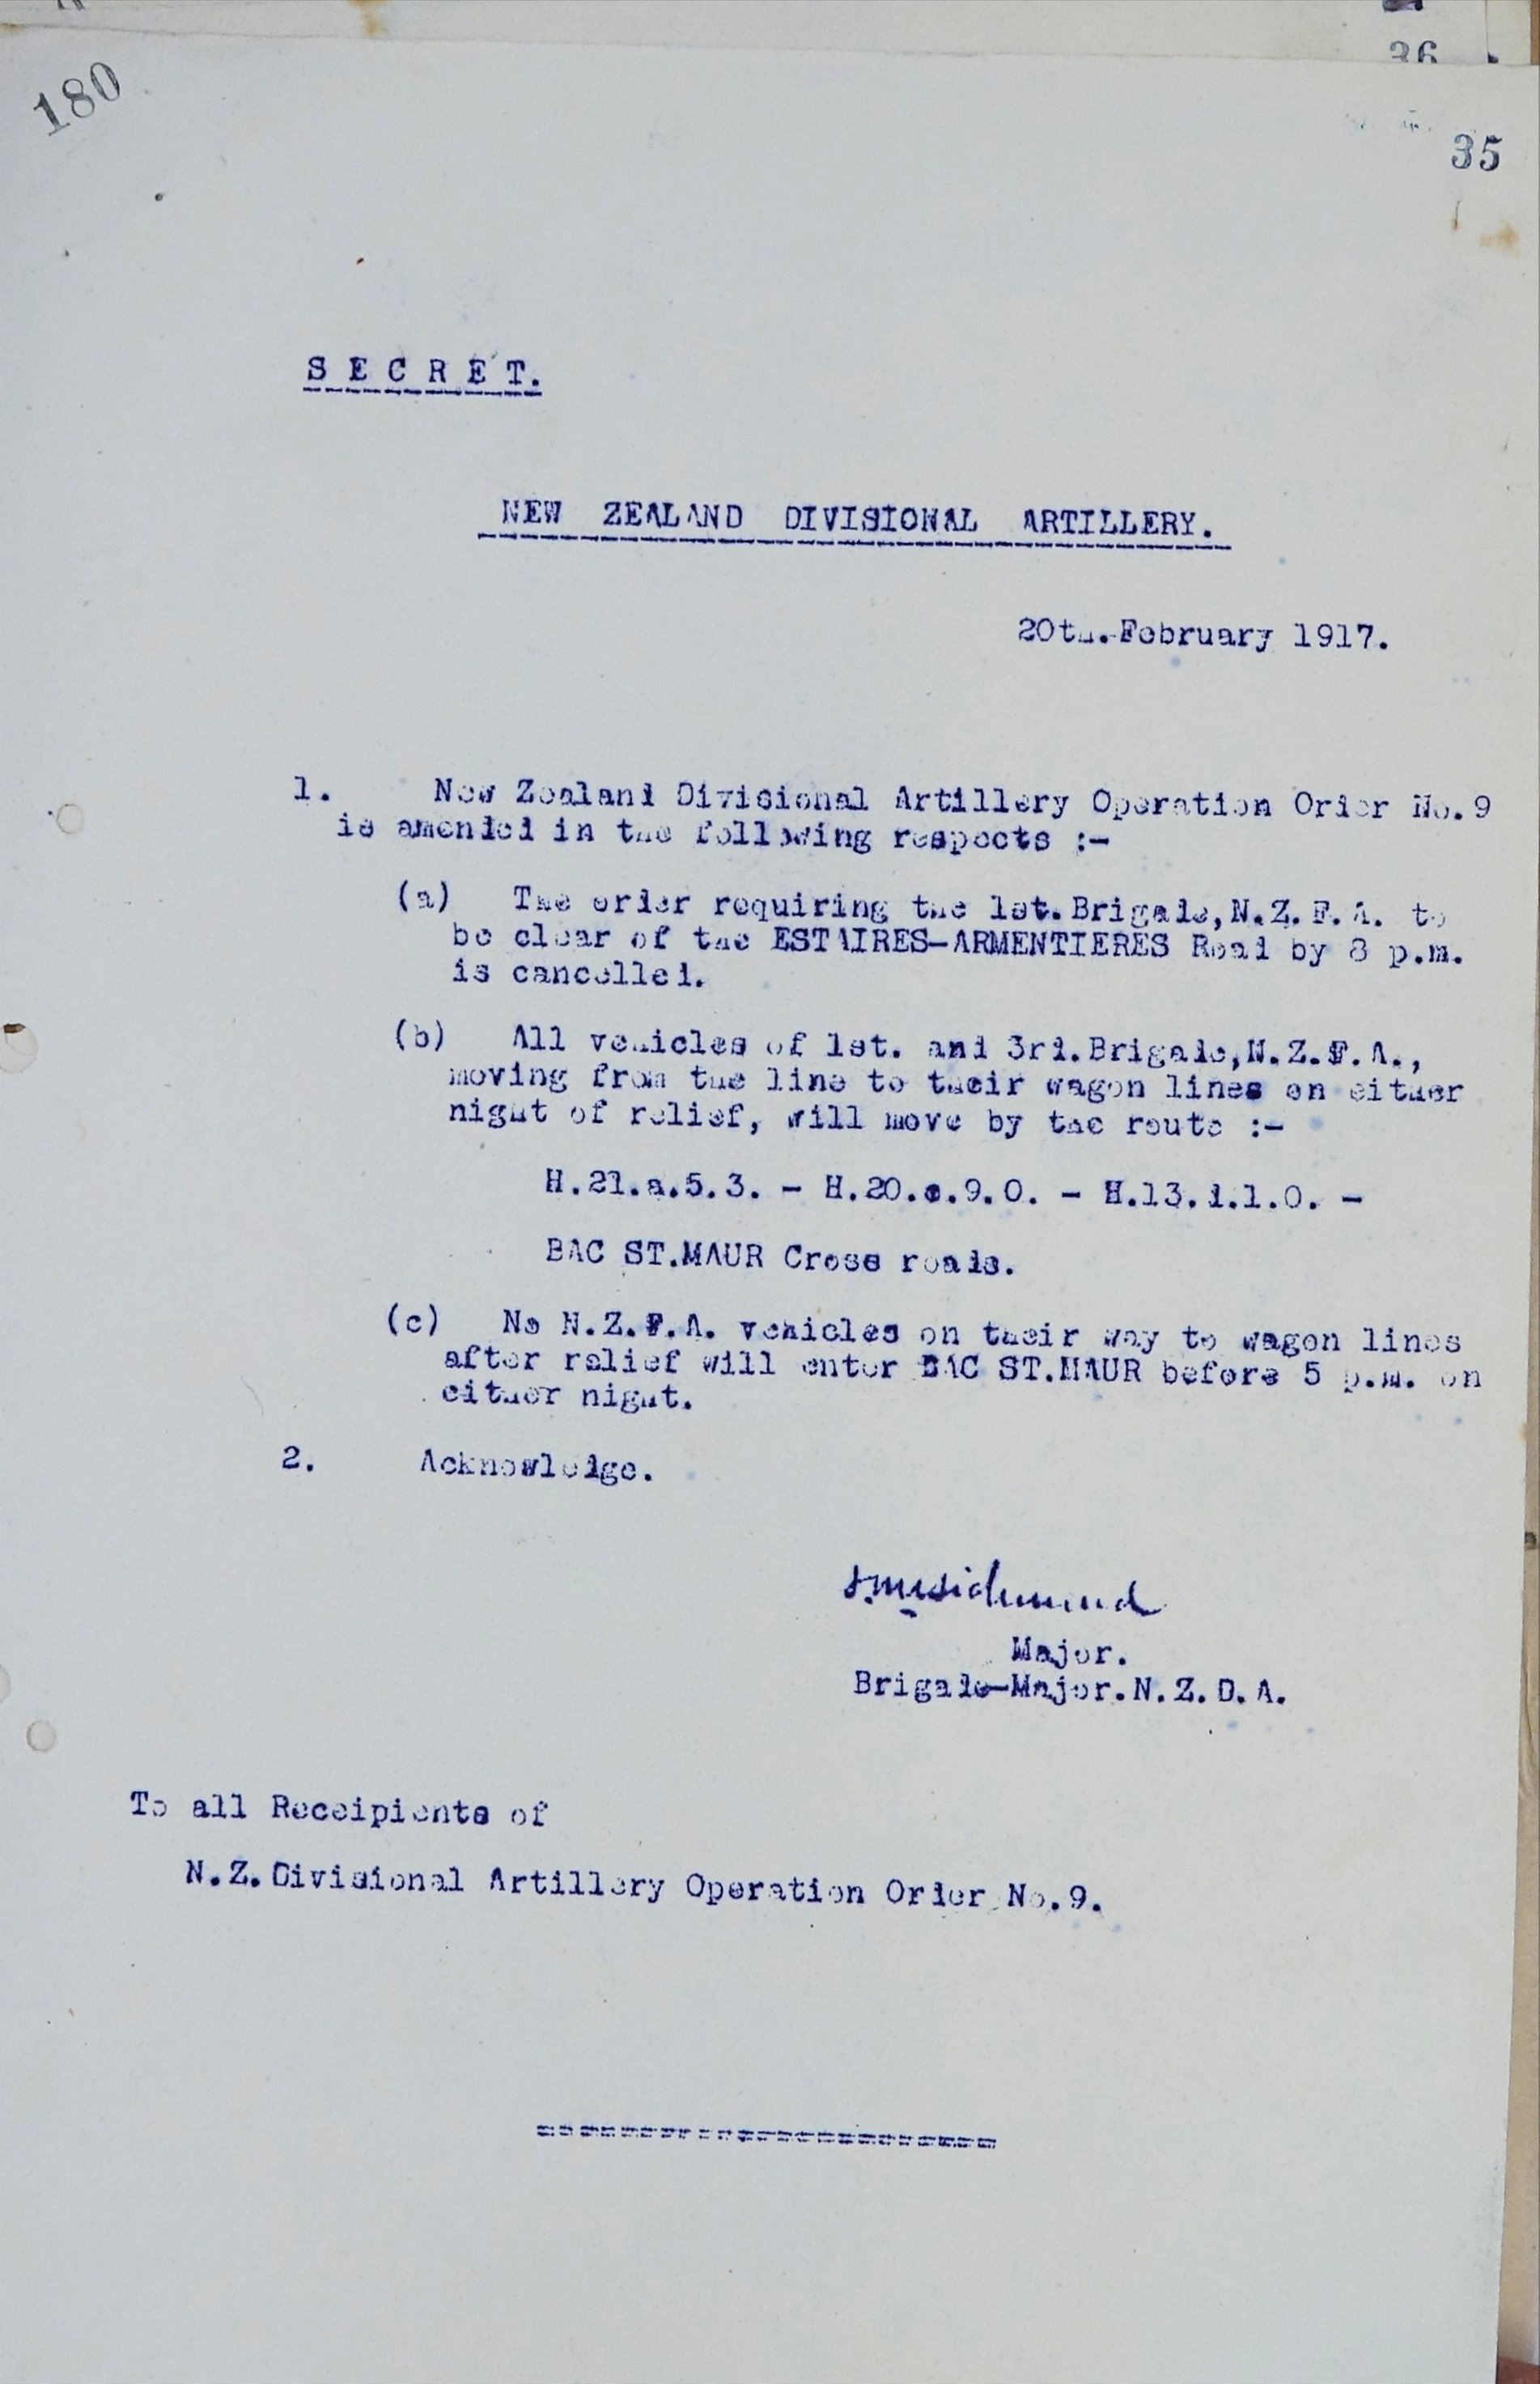 180
36
35
S E C R E T.
NEW ZEALAND DIVISIONAL ARTILLERY.
20th. February 1917.
1. New Zealand Divisional Artillery Operation Order No.9
is amended in the following respects :-
(a) The order requiring the 1st.Brigade,N.Z.F.A. to
be clear of the ESTAIRES-ARMENTIERES Road by 8 p.m.
is cancelled.
(b) All vehicles of 1st. and 3rd.Brigade,N.Z.F.A.,
moving from the line to their wagon lines on either
night of relief, will move by the route :-
H.21.a.5.3. - H.20.c.9.0. - H.13.d.1.0. -
BAC ST.MAUR Cross roads.
(c) No N.Z.F.A. vehicles on their way to wagon lines
after relief will enter BAC ST.MAUR before 5 p.m. on
either night.
2. Acknowledge.
Major.
Brigade-Major.N.Z.D.A.
To all Receipients of
N.Z.Divisional Artillery Operation Order No.9.